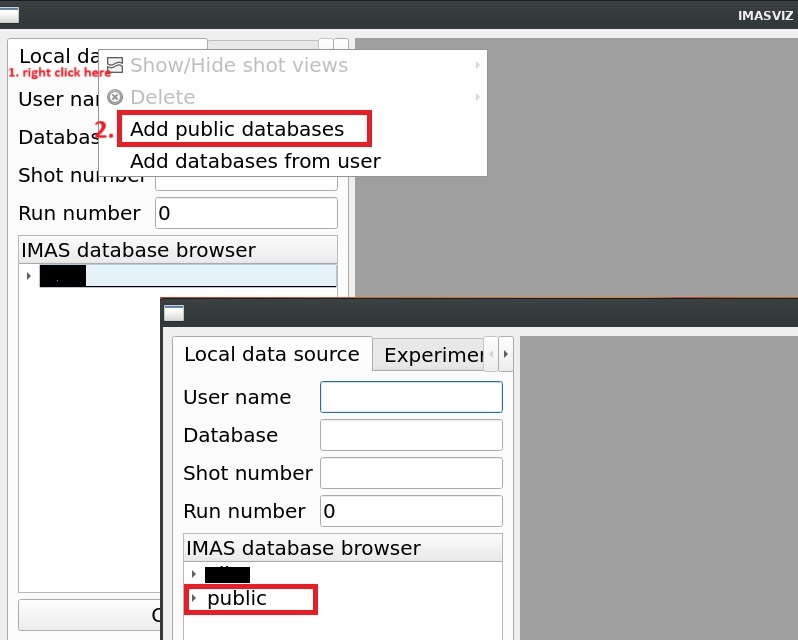 IMASVIZ
Local da
1. right click here
Show/Hide shot views
User nar
Delete
2.
Add public databases
Databas
Add databases from user
Shot number
Run number 0
IMAS database browser
Local data source
Experimer
User name
Database
Shot number
Run number 0
IMAS database browser
public